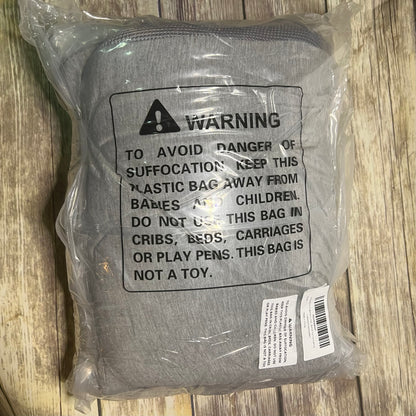 WARNING
TO AVOID DANGER OF
SUFFOCATION KEEP THIS
PLASTIC BAG AWAY FROM
BABIES AND CHILDREN.
DO NOT USE THIS BAG IN
CRIBS, BEDS, CARRIAGES
OR PLAY PENS. THIS BAG IS
NOT A TOY.
WARNING